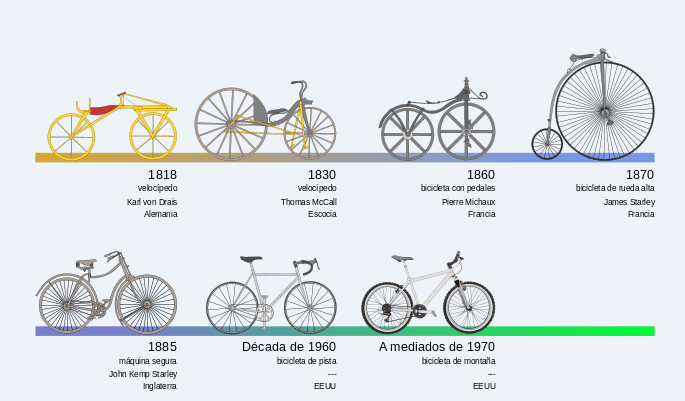 1818
velocípedo
Karl von Drais
Alemania
1830
velocípedo
Thomas McCall
Escocia
1860
bicicleta con pedales
Pierre Michaux
Francia
1870
bicicleta de rueda alta
James Starley
Francia
1885
máquina segura
John Kemp Starley
Inglaterra
Década de 1960
bicicleta de pista
---
EEUU
A mediados de 1970
bicicleta de montaña
---
EEUU